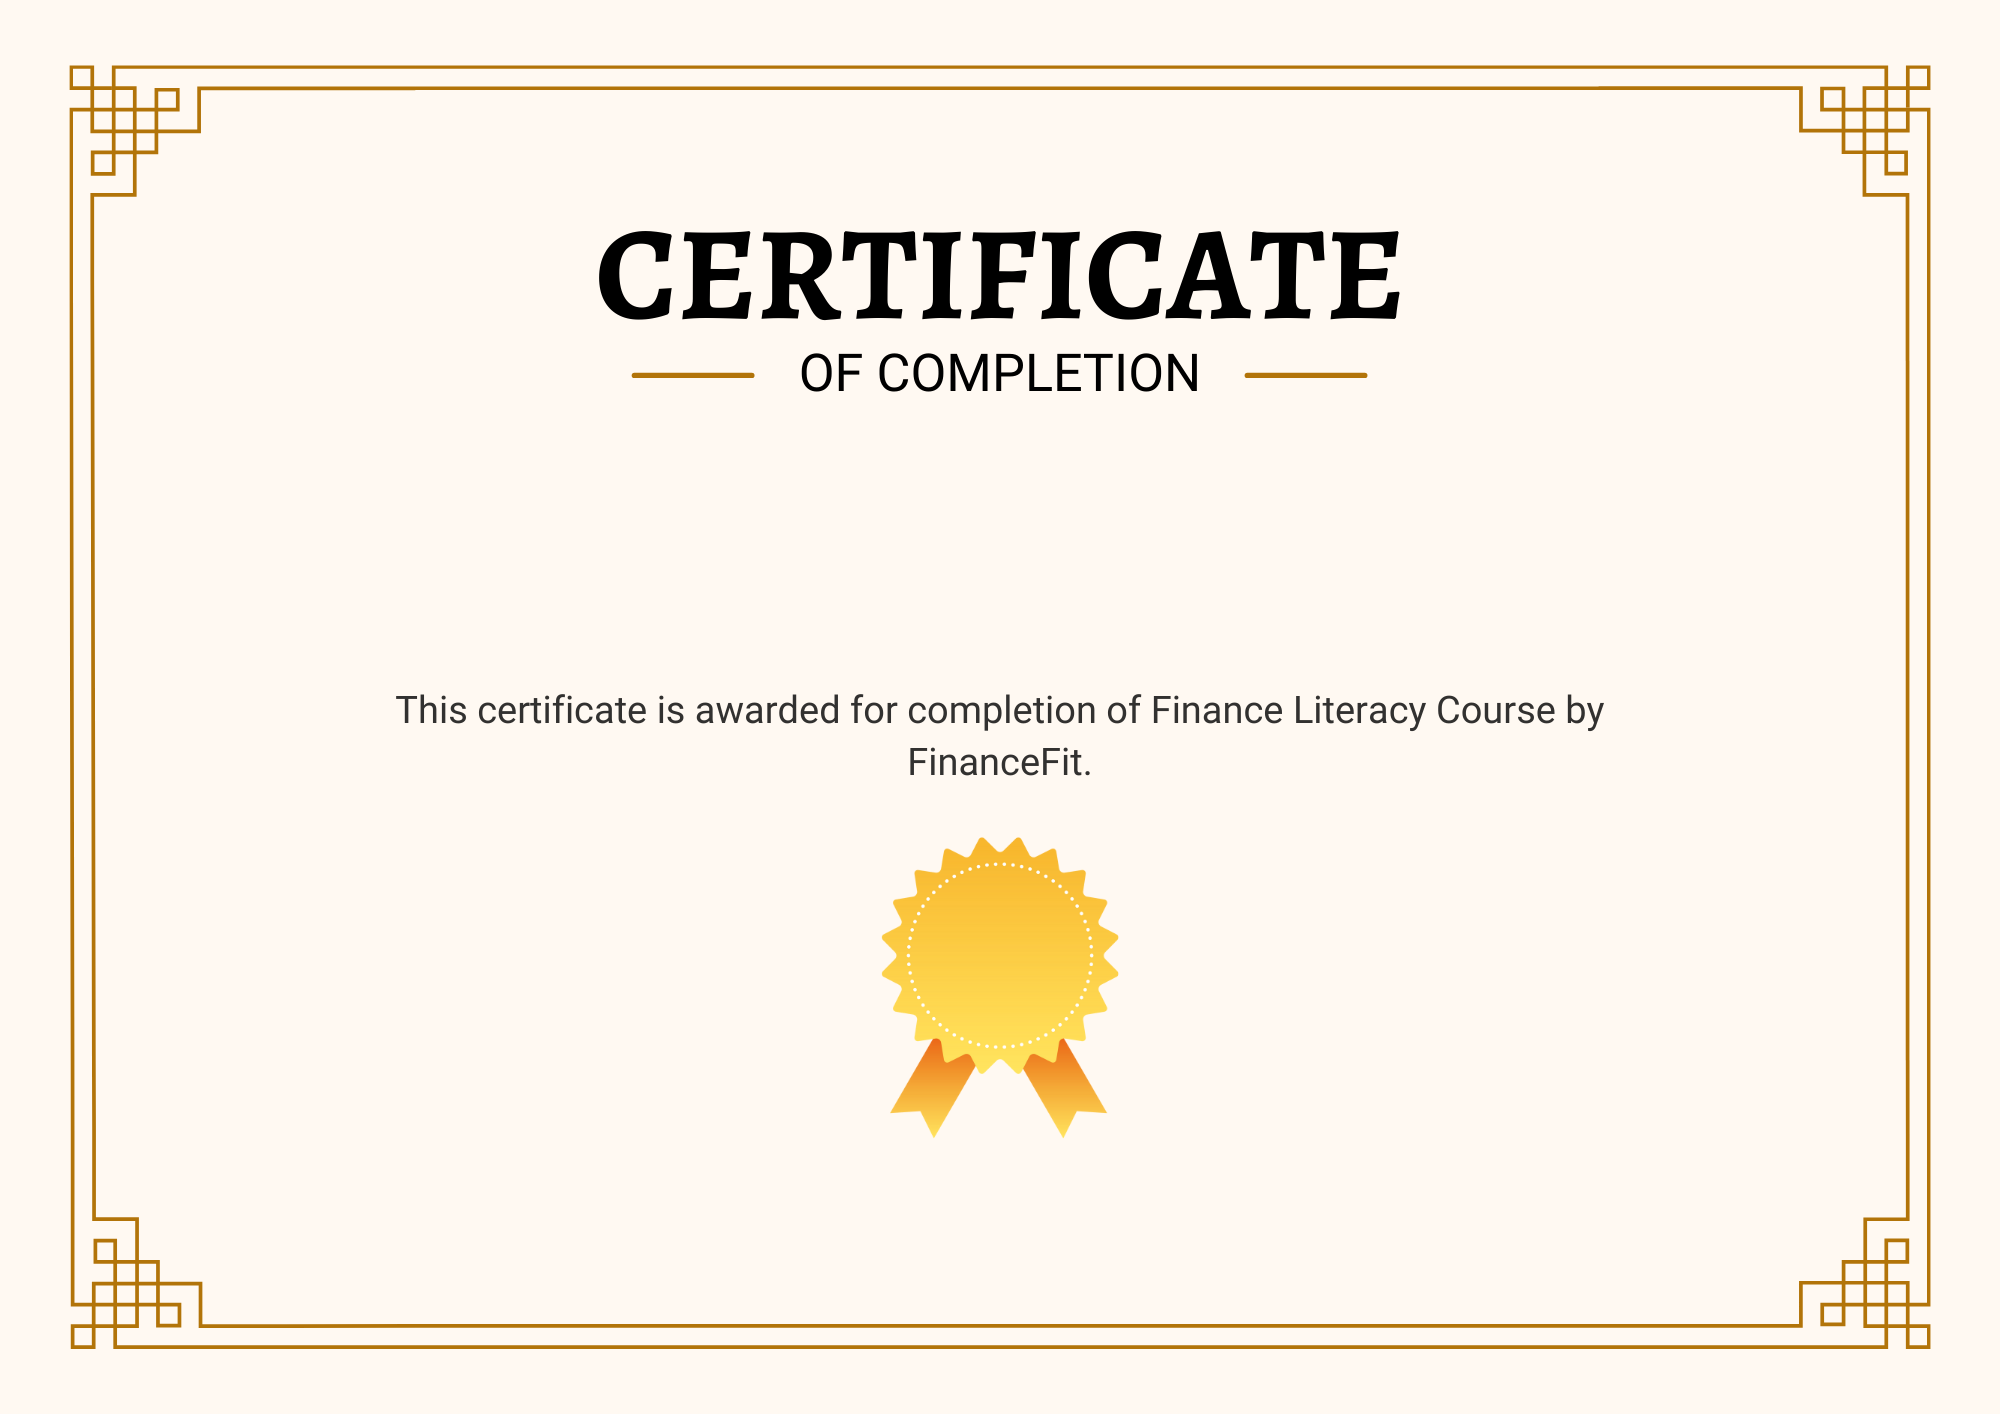 CERTIFICATE
OF COMPLETION
This certificate is awarded for completion of Finance Literacy Course by
FinanceFit.